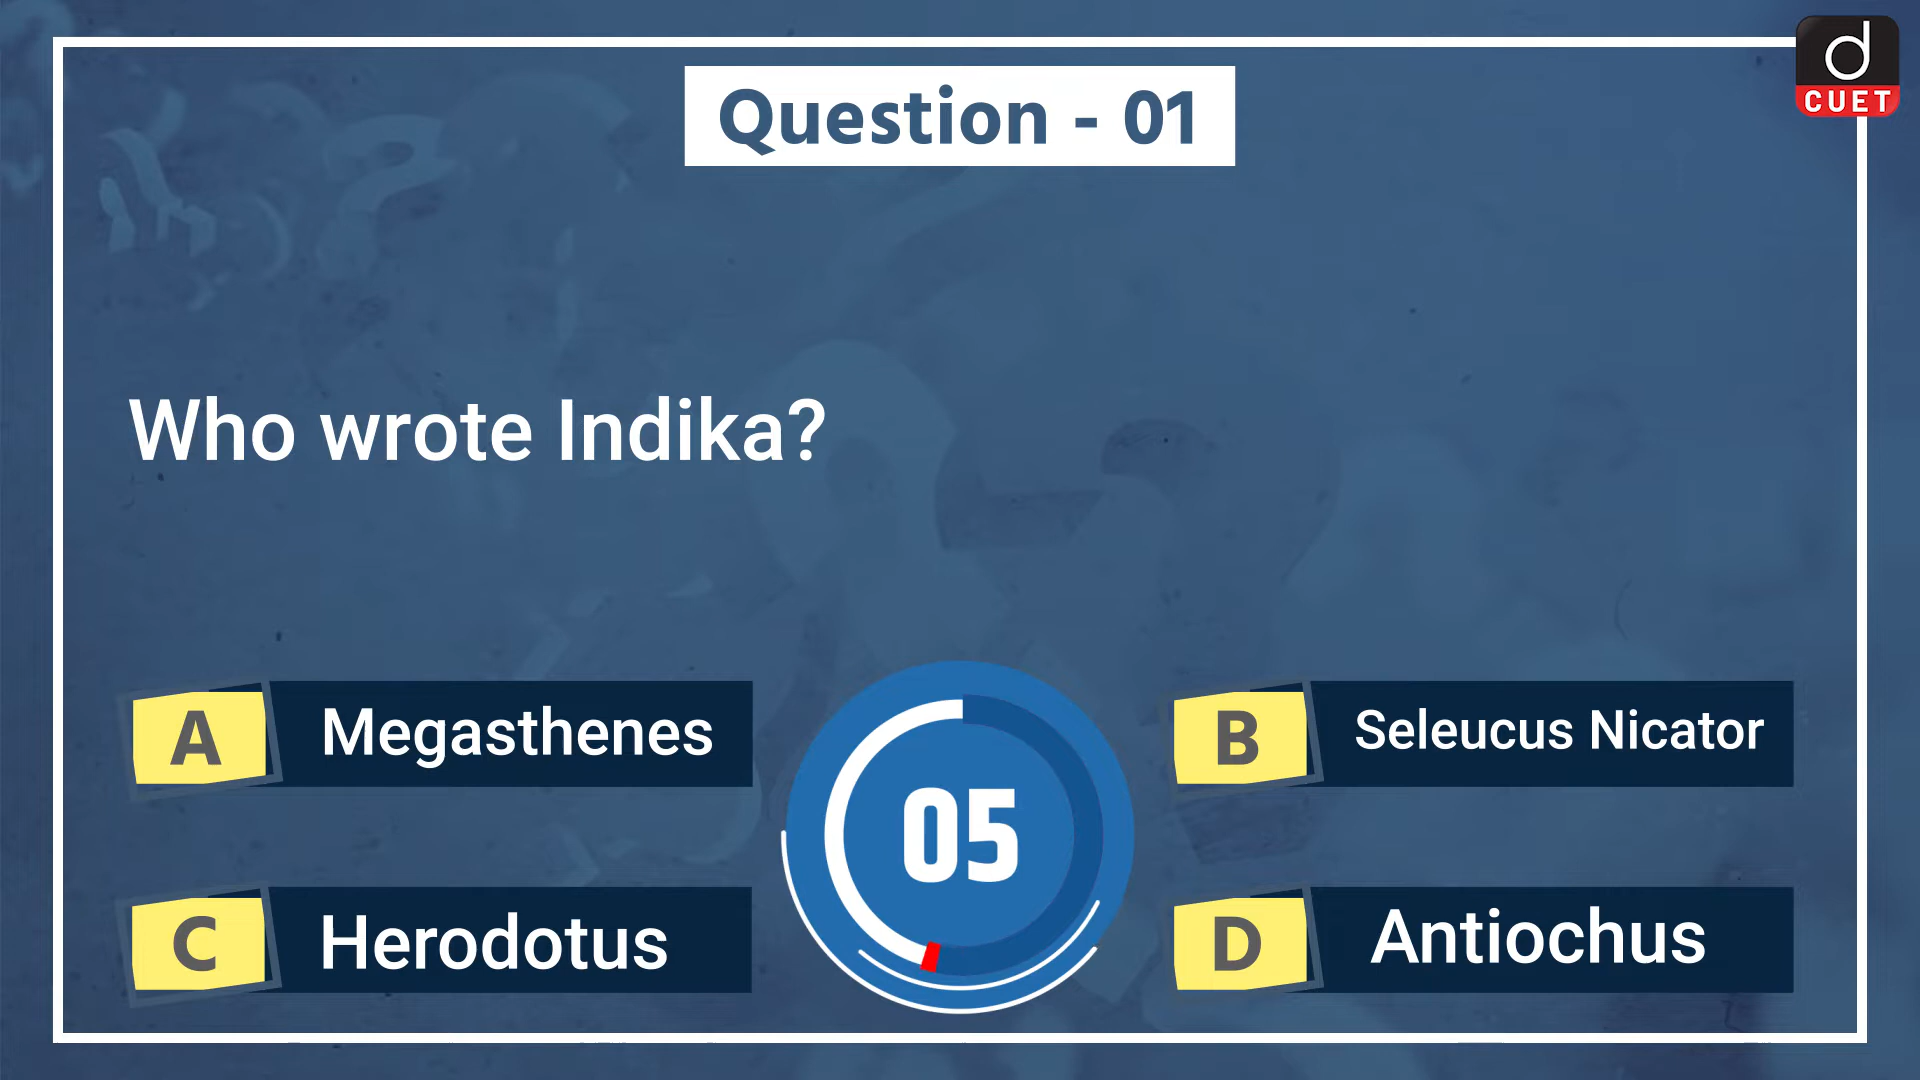 d
CUET
Question - 01
Who wrote Indika?
A Megasthenes
B Seleucus Nicator
05
C Herodotus
D Antiochus